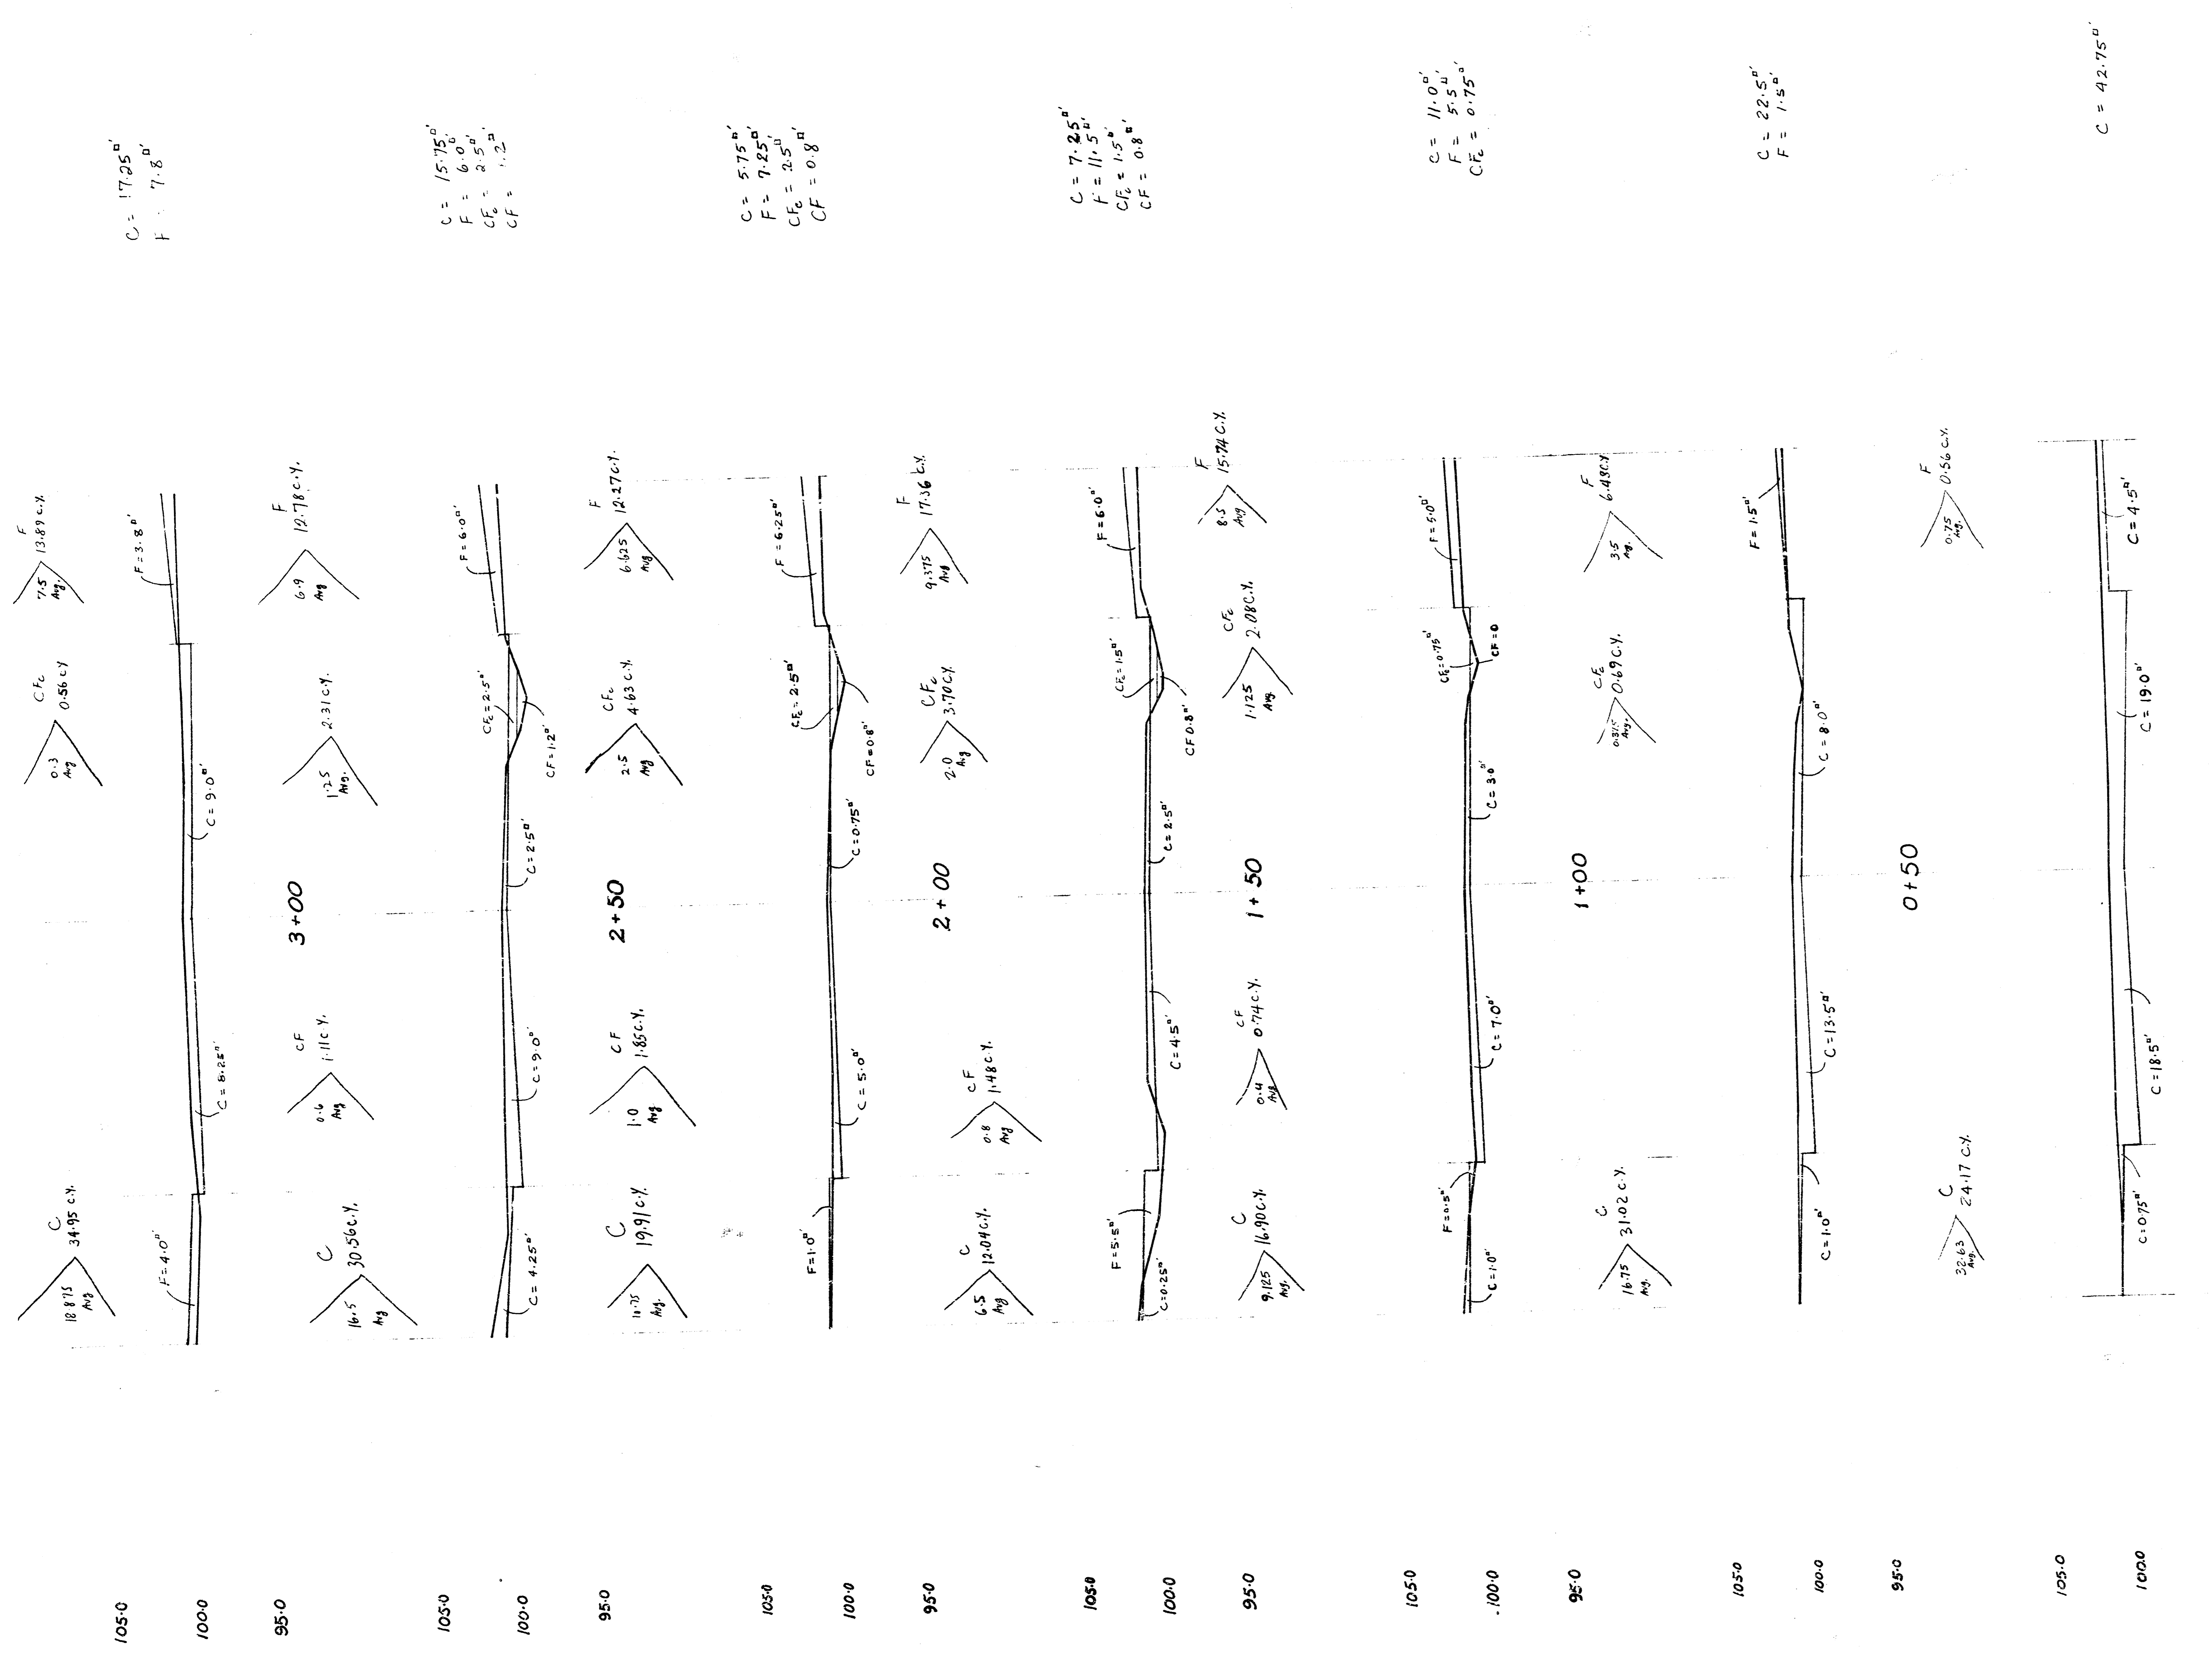 C
18.875 Avg 34.95 C.Y.
CFc
0.3 Avg 0.56 CY
F
7.5 Avg. 13.89 C.Y.
105.0
100.0
F=4.0□'
C=8.25□'
C=9.0□'
F=3.8□'
C = 17.25□'
F = 7.8□'
95.0
3+00
C
16.5 Avg 30.56 C.Y.
CF
0.6 Avg 1.11 C.Y.
1.25 Avg. 2.31 C.Y.
F
6.9 Avg 12.78 C.Y.
105.0
100.0
C=4.25□'
C=9.0□'
C=2.5□'
CFc=2.5□'
CF=1.2□'
F=6.0□'
C = 15.75□'
F = 6.0□'
CFc = 2.5□'
CF = 1.2□'
95.0
2+50
C
10.75 Avg. 19.91 C.Y.
CF
1.0 Avg 1.85 C.Y.
CFc
2.5 Avg 4.63 C.Y.
F
6.625 Avg 12.27 C.Y.
105.0
100.0
F=1.0□'
C=5.0□'
C=0.75□'
CFc=2.5□'
CF=0.8□'
F=6.25□'
C = 5.75□'
F = 7.25□'
CFc = 2.5□'
CF = 0.8□'
95.0
2+00
C
6.5 Avg 12.04 C.Y.
CF
0.8 Avg 1.48 C.Y.
CFc
2.0 Avg 3.70 C.Y.
F
9.375 Avg 17.36 C.Y.
105.0
100.0
C=0.25□'
F=5.5□'
C=4.5□'
C=2.5□'
CFc=1.5□'
CF 0.8□'
F=6.0□'
C = 7.25□'
F = 11.5□'
CFc = 1.5□'
CF = 0.8□'
95.0
1+50
C
9.125 Avg. 16.90 C.Y.
CF
0.4 Avg 0.74 C.Y.
CFc
1.125 Avg. 2.08 C.Y.
F
8.5 Avg 15.74 C.Y.
105.0
100.0
C=1.0□'
F=0.5□'
C=7.0□'
C=3.0□'
CFc=0.75□'
CF=0
F=5.0□'
C = 11.0□'
F = 5.5□'
CFc = 0.75□'
95.0
1+00
C
16.75 Avg. 31.02 C.Y.
CFc
0.375 Avg. 0.69 C.Y.
F
3.5 Avg. 6.48 C.Y
105.0
100.0
C=1.0□'
C=13.5□'
C=8.0□'
F=1.5□'
C = 22.5□'
F = 1.5□'
95.0
0+50
C
32.63 Avg. 24.17 C.Y.
F
0.75 Avg. 0.56 C.Y.
105.0
100.0
C=0.75□'
C=18.5□'
C=19.0□'
C=4.5□'
C = 42.75□'